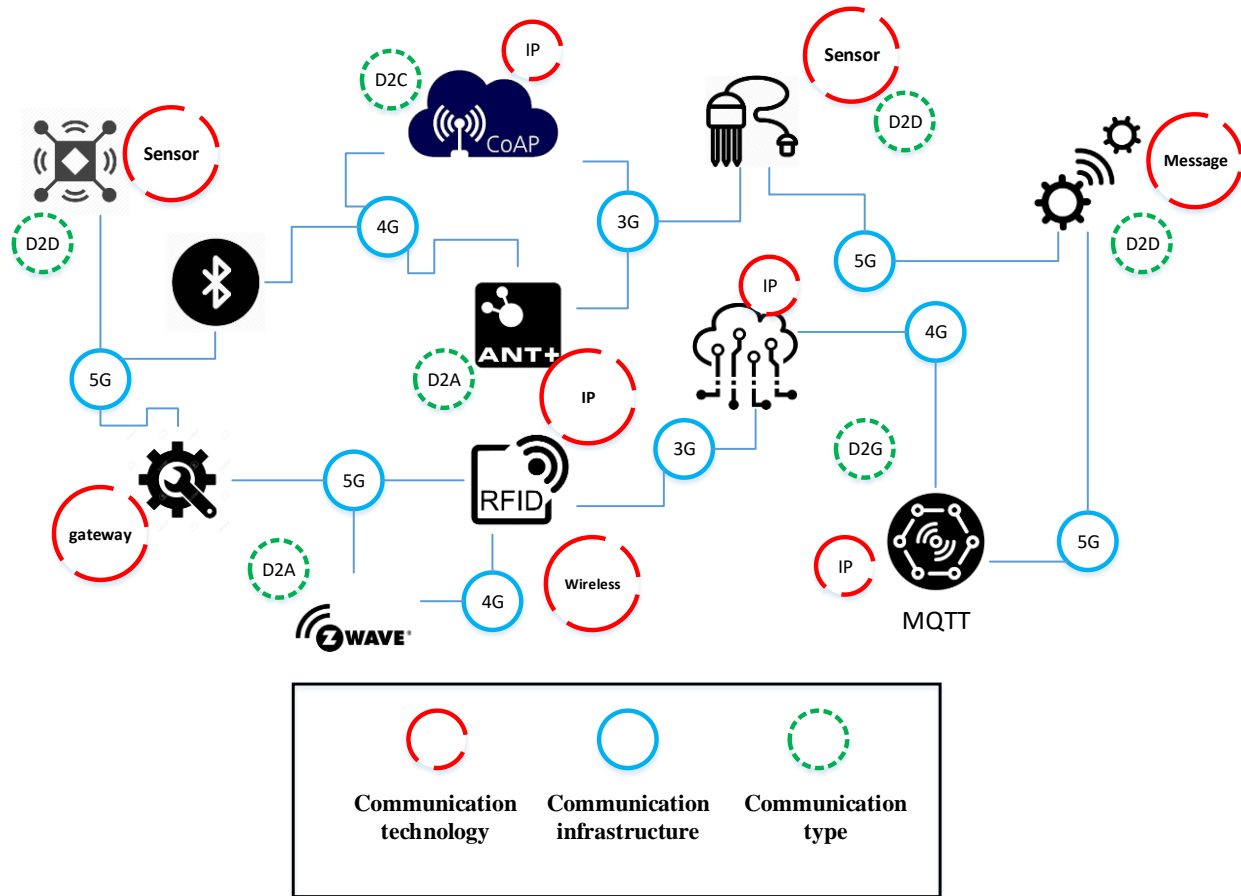 IP
Sensor
D2C
D2D
CoAP
Sensor
Message
4G
3G
D2D
D2D
5G
IP
4G
ANT+
5G
D2A
IP
3G
D2G
5G
RFID
gateway
5G
D2A
IP
Wireless
4G
MQTT
Z WAVE®
Communication
technology
Communication
infrastructure
Communication
type